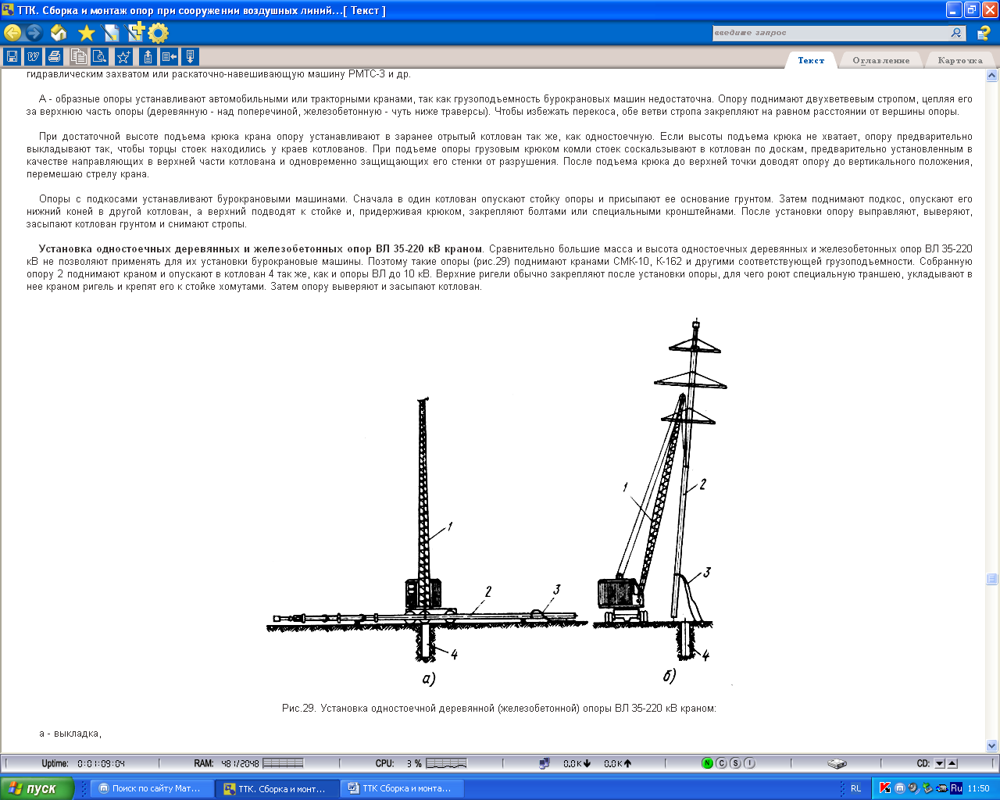 ТТК. Сборка и монтаж опор при сооружении воздушных линий...[ Текст ]
введите запрос
Текст
Оглавление
Карточка
гидравлическим захватом или раскаточно-навешивающую машину РМТС-3 и др.
А - образные опоры устанавливают автомобильными или тракторными кранами, так как грузоподъемность бурокрановых машин недостаточна. Опору поднимают двухветвевым стропом, цепляя его
за верхнюю часть опоры (деревянную - над поперечиной, железобетонную - чуть ниже траверсы). Чтобы избежать перекоса, обе ветви стропа закрепляют на равном расстоянии от вершины опоры.
При достаточной высоте подъема крюка крана опору устанавливают в заранее отрытый котлован так же, как одностоечную. Если высоты подъема крюка не хватает, опору предварительно
выкладывают так, чтобы торцы стоек находились у краев котлованов. При подъеме опоры грузовым крюком комли стоек соскальзывают в котлован по доскам, предварительно установленным в
качестве направляющих в верхней части котлована и одновременно защищающих его стенки от разрушения. После подъема крюка до верхней точки доводят опору до вертикального положения,
перемешаю стрелу крана.
Опоры с подкосами устанавливают бурокрановыми машинами. Сначала в один котлован опускают стойку опоры и присыпают ее основание грунтом. Затем поднимают подкос, опускают его
нижний коней в другой котлован, а верхний подводят к стойке и, придерживая крюком, закрепляют болтами или специальными кронштейнами. После установки опору выправляют, выверяют,
засыпают котлован грунтом и снимают стропы.
Установка одностоечных деревянных и железобетонных опор ВЛ 35-220 кВ краном. Сравнительно большие масса и высота одностоечных деревянных и железобетонных опор ВЛ 35-220
кВ не позволяют применять для их установки бурокрановые машины. Поэтому такие опоры (рис.29) поднимают кранами СМК-10, К-162 и другими соответствующей грузоподъемности. Собранную
опору 2 поднимают краном и опускают в котлован 4 так же, как и опоры ВЛ до 10 кВ. Верхние ригели обычно закрепляют после установки опоры, для чего роют специальную траншею, укладывают в
нее краном ригель и крепят его к стойке хомутами. Затем опору выверяют и засыпают котлован.
1
2
3
4
а)
1
2
3
4
б)
Рис.29. Установка одностоечной деревянной (железобетонной) опоры ВЛ 35-220 кВ краном:
а - выкладка,
Uptime: 0:01:09:04
RAM: 481/2048
CPU: 3 %
0.0K
0.0K
N C S I
CD:
пуск
Поиск по сайту Мат...
ТТК. Сборка и монт...
ТТК Сборка и монта...
RL
Ru
11:50